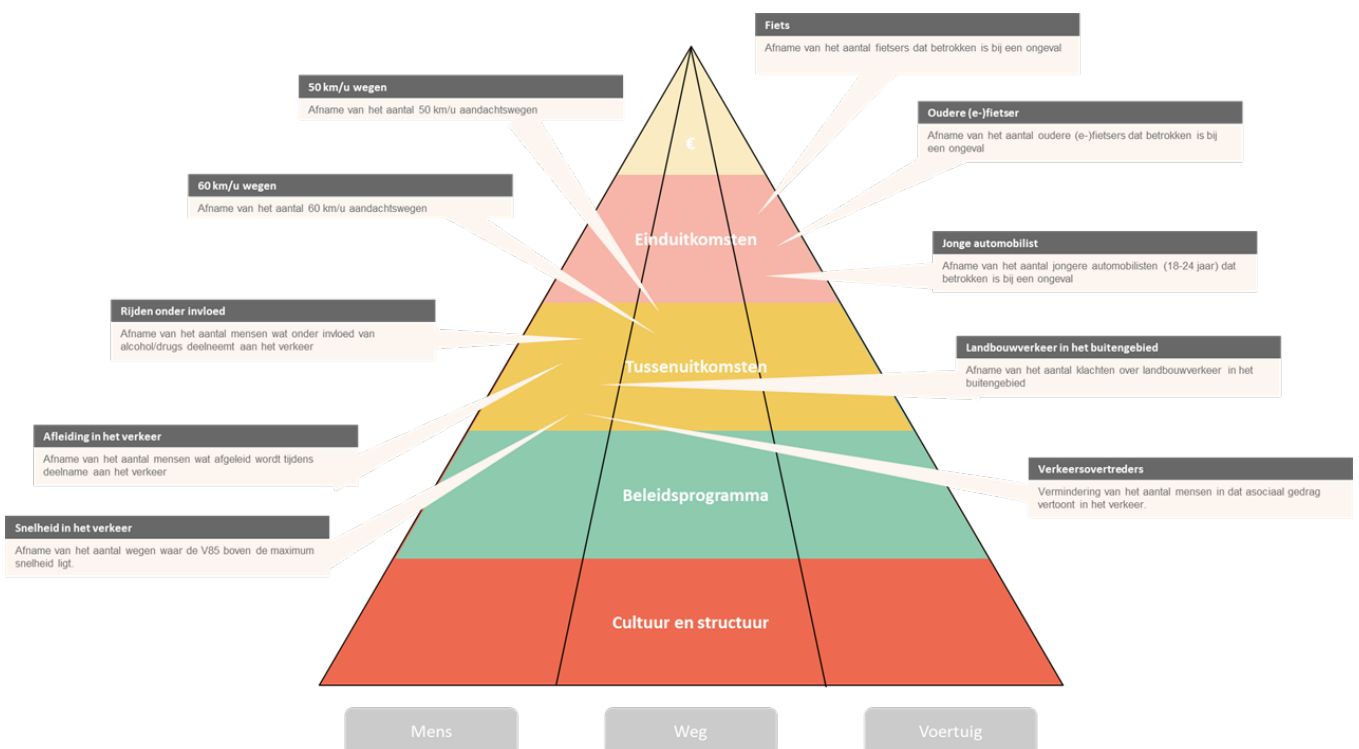 Fiets
Afname van het aantal fietsers dat betrokken is bij een ongeval
50 km/u wegen
Afname van het aantal 50 km/u aandachtswegen
Oudere (e-)fietser
Afname van het aantal oudere (e-)fietsers dat betrokken is bij
een ongeval
€
60 km/u wegen
Afname van het aantal 60 km/u aandachtswegen
Einduitkomsten
Jonge automobilist
Afname van het aantal jongere automobilisten (18-24 jaar) dat
betrokken is bij een ongeval
Rijden onder invloed
Afname van het aantal mensen wat onder invloed van
alcohol/drugs deelneemt aan het verkeer
Landbouwverkeer in het buitengebied
Afname van het aantal klachten over landbouwverkeer in het
buitengebied
Tussenuitkomsten
Afleiding in het verkeer
Afname van het aantal mensen wat afgeleid wordt tijdens
deelname aan het verkeer
Verkeersovertreders
Vermindering van het aantal mensen in dat asociaal gedrag
vertoont in het verkeer.
Beleidsprogramma
Snelheid in het verkeer
Afname van het aantal wegen waar de V85 boven de maximum
snelheid ligt.
Cultuur en structuur
Mens
Weg
Voertuig